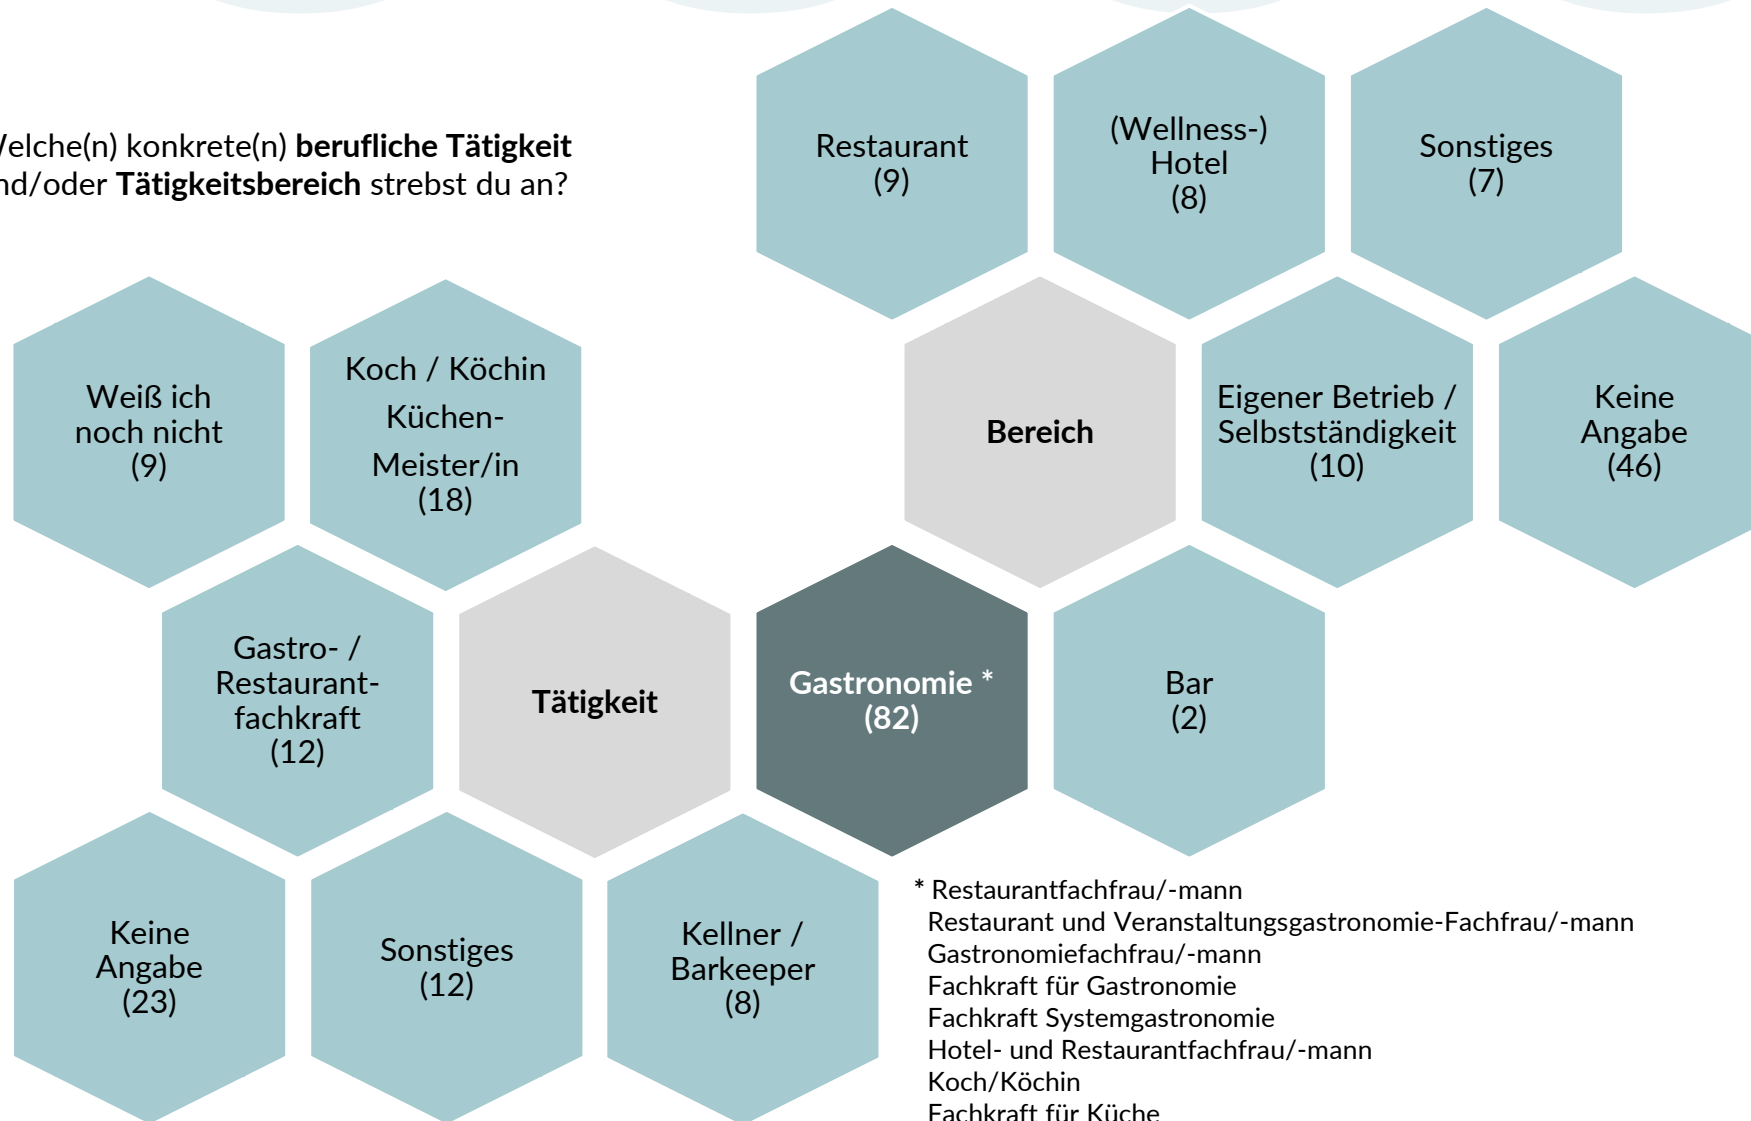 Welche(n) konkrete(n) berufliche Tätigkeit
und/oder Tätigkeitsbereich strebst du an?
Restaurant
(9)
(Wellness-)
Hotel
(8)
Sonstiges
(7)
Weiß ich
noch nicht
(9)
Koch / Köchin
Küchen-
Meister/in
(18)
Bereich
Eigener Betrieb /
Selbstständigkeit
(10)
Keine
Angabe
(46)
Gastro- /
Restaurant-
fachkraft
(12)
Tätigkeit
Gastronomie *
(82)
Bar
(2)
Keine
Angabe
(23)
Sonstiges
(12)
Kellner /
Barkeeper
(8)
* Restaurantfachfrau/-mann
Restaurant und Veranstaltungsgastronomie-Fachfrau/-mann
Gastronomiefachfrau/-mann
Fachkraft für Gastronomie
Fachkraft Systemgastronomie
Hotel- und Restaurantfachfrau/-mann
Koch/Köchin
Fachkraft für Küche